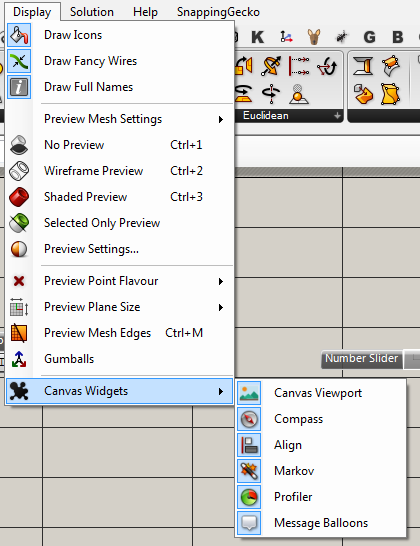 Display Solution Help SnappingGecko
Draw Icons
K G B
Draw Fancy Wires
Draw Full Names
Preview Mesh Settings
Euclidean
No Preview Ctrl+1
Wireframe Preview Ctrl+2
Shaded Preview Ctrl+3
Selected Only Preview
Preview Settings...
Preview Point Flavour
Preview Plane Size
Preview Mesh Edges Ctrl+M
Gumballs
Number Slider
Canvas Widgets
Canvas Viewport
Compass
Align
Markov
Profiler
Message Balloons